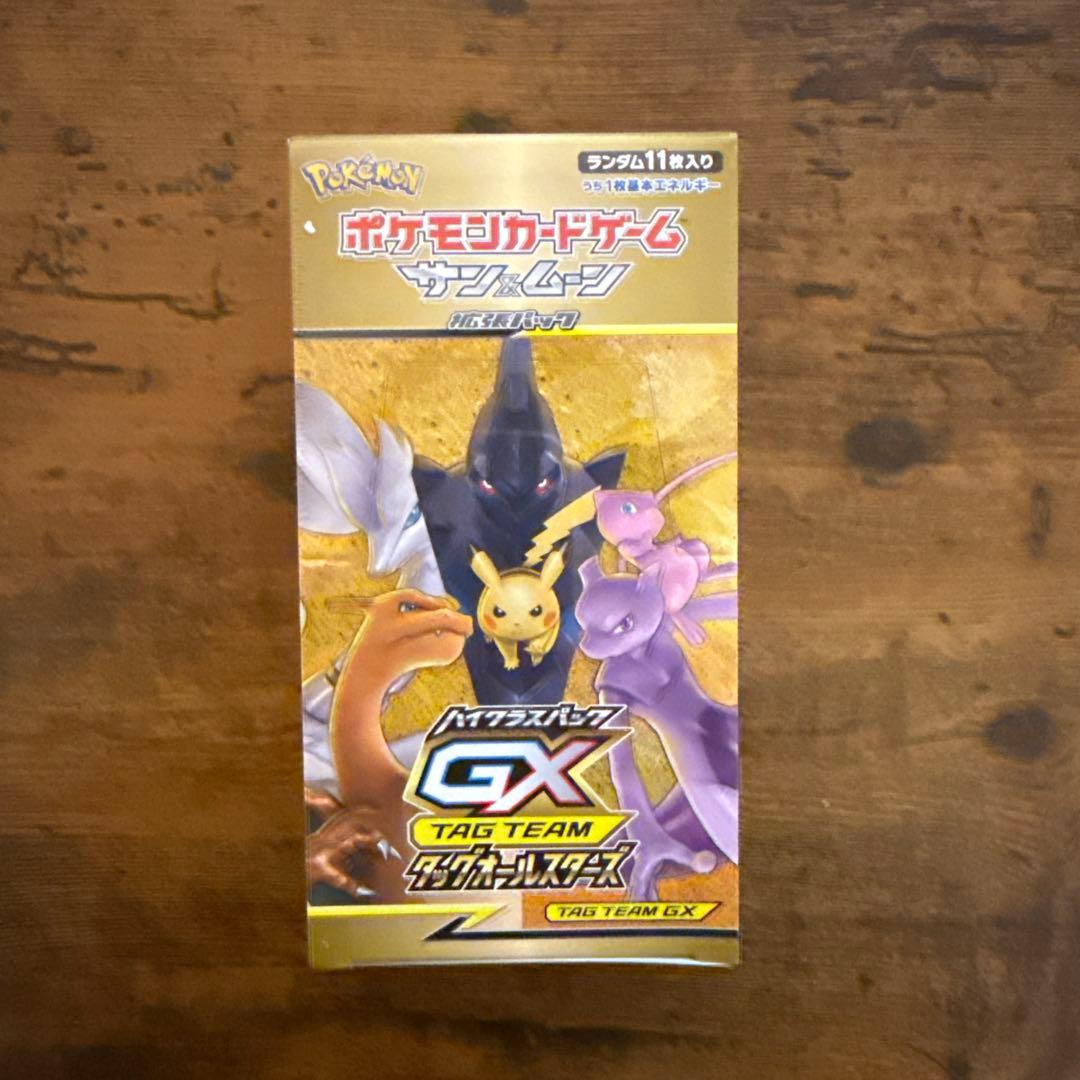 POKéMON
ランダム11枚入り
うち1枚基本エネルギー
ポケモンカードゲーム
サン&ムーン
拡張パック
ハイクラスパック
GX
TAG TEAM
タッグオールスターズ
TAG TEAM GX